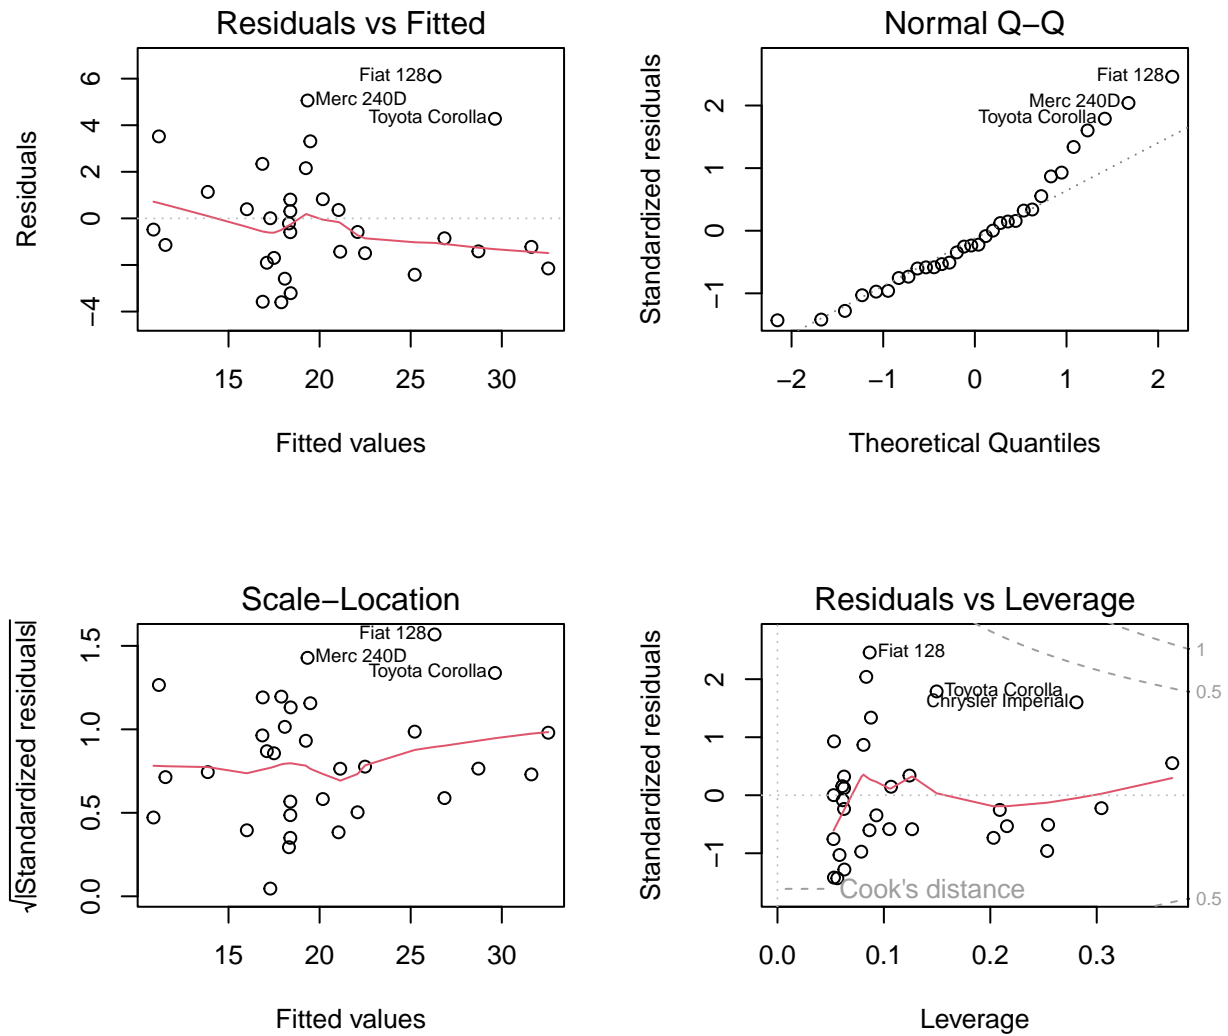 Residuals vs Fitted
Residuals
6
4
2
0
−4
Fiat 128
Merc 240D
Toyota Corolla
15 20 25 30
Fitted values
Normal Q−Q
Standardized residuals
2
1
0
−1
Fiat 128
Merc 240D
Toyota Corolla
−2 −1 0 1 2
Theoretical Quantiles
Scale−Location
√|Standardized residuals|
1.5
1.0
0.5
0.0
Fiat 128
Merc 240D
Toyota Corolla
15 20 25 30
Fitted values
Residuals vs Leverage
Standardized residuals
2
1
0
−1
Fiat 128
Toyota Corolla
Chrysler Imperial
1
0.5
0.5
Cook's distance
0.0 0.1 0.2 0.3
Leverage